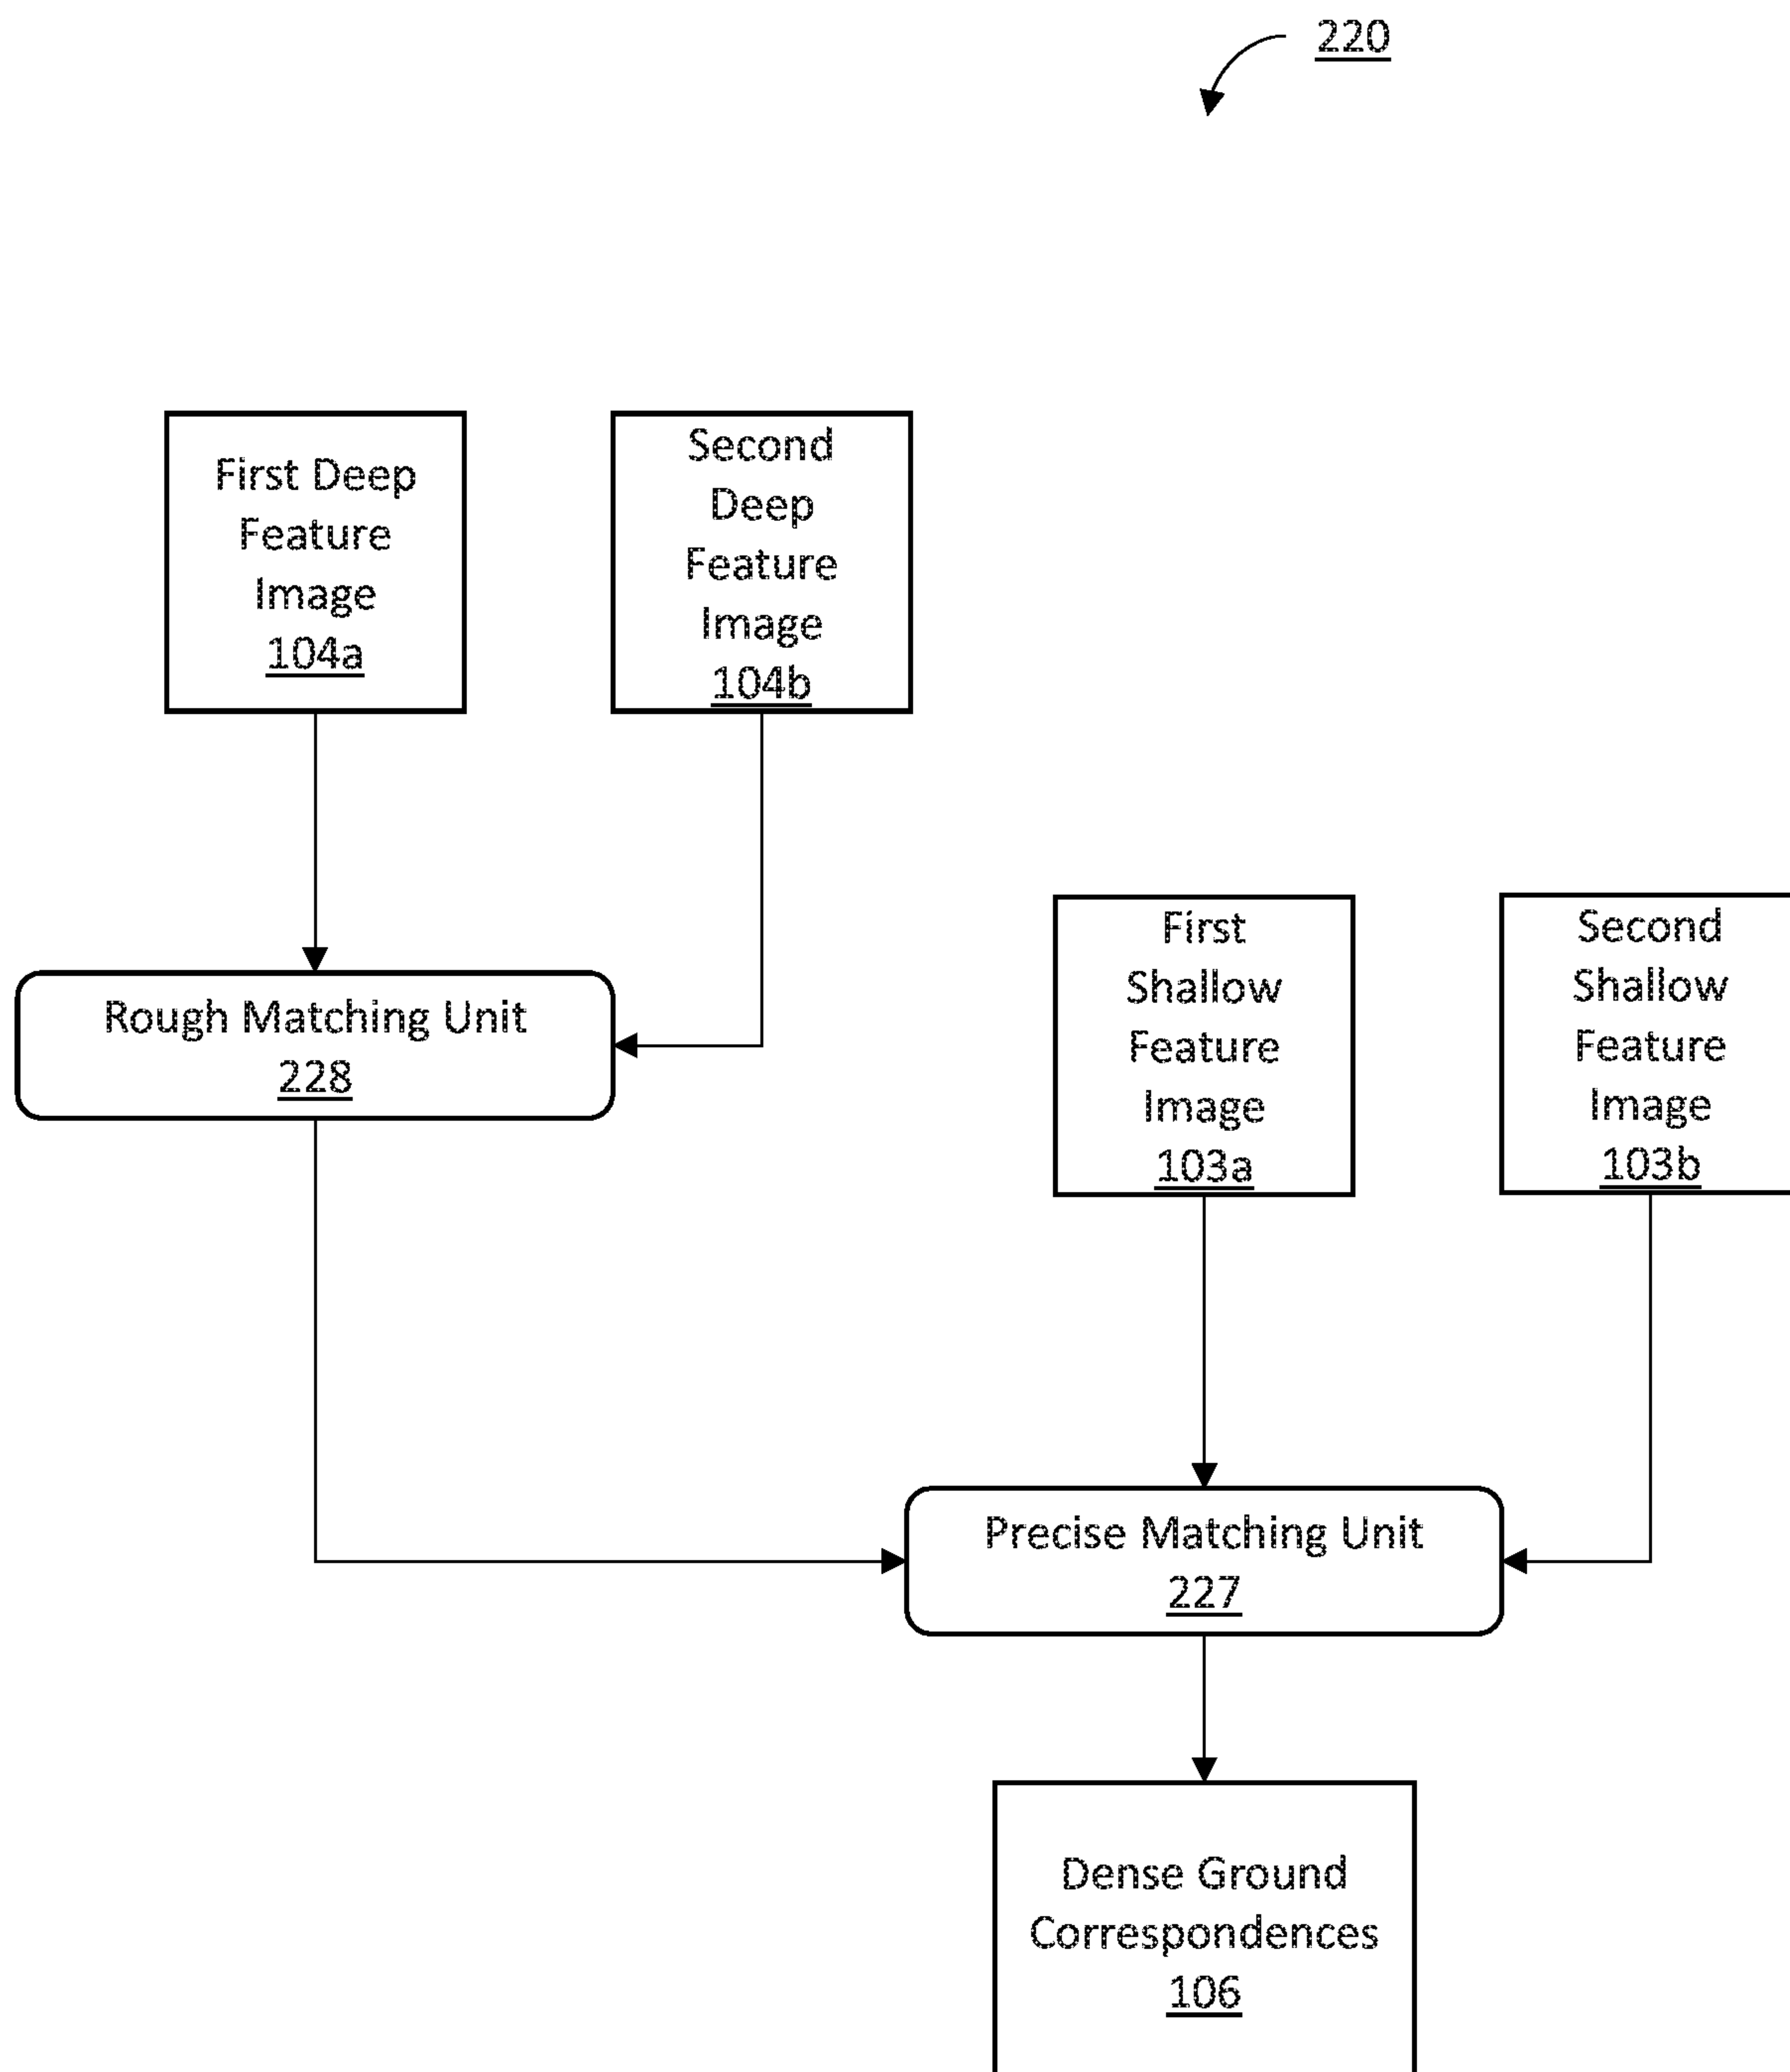 220
First Deep
Feature
Image
104a
Second
Deep
Feature
Image
104b
Rough Matching Unit
228
First
Shallow
Feature
Image
103a
Second
Shallow
Feature
Image
103b
Precise Matching Unit
227
Dense Ground
Correspondences
106